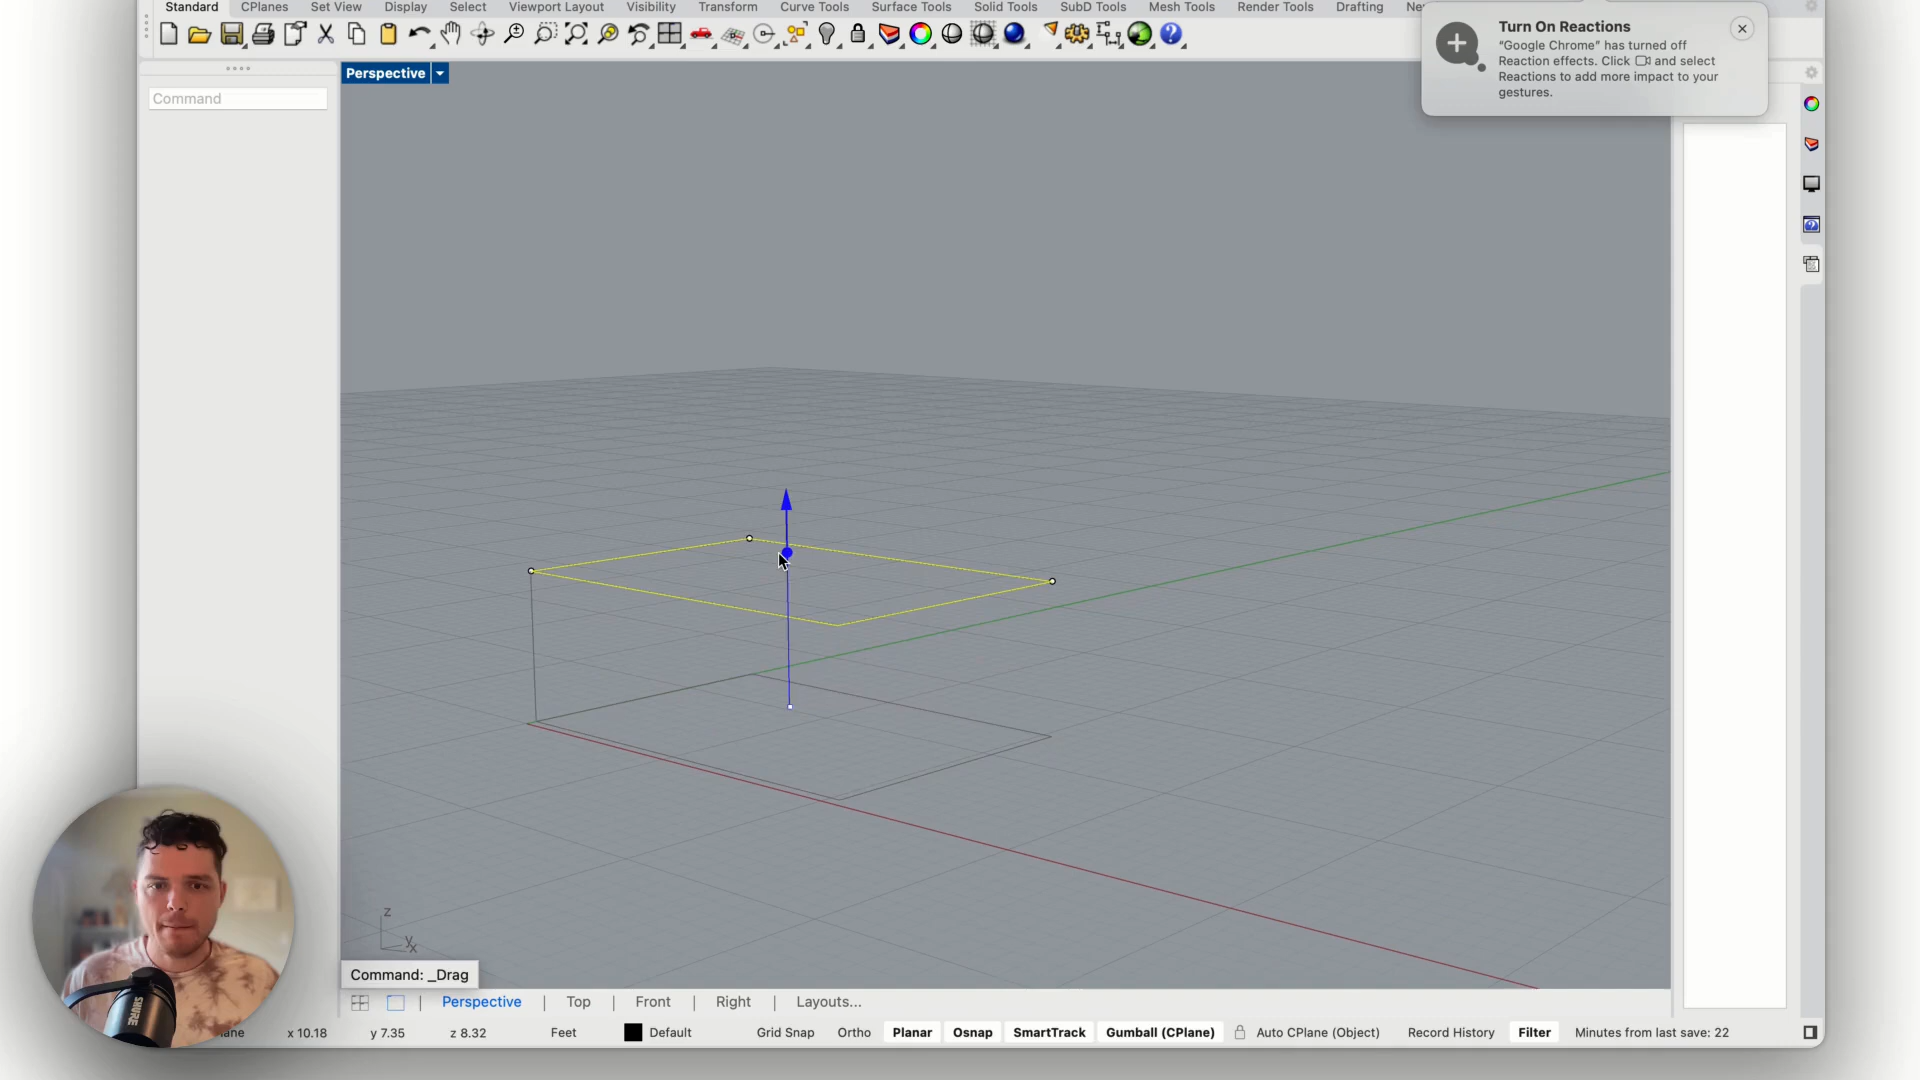 Standard CPlanes Set View Display Select Viewport Layout Visibility Transform Curve Tools Surface Tools Solid Tools SubD Tools Mesh Tools Render Tools Drafting
Turn On Reactions
“Google Chrome” has turned off
Reaction effects. Click and select
Reactions to add more impact to your
gestures.
Perspective
Command
z
y
x
SHURE
Command: _Drag
Perspective | Top | Front | Right | Layouts...
x 10.18 y 7.35 z 8.32 Feet Default Grid Snap Ortho Planar Osnap SmartTrack Gumball (CPlane) Auto CPlane (Object) Record History Filter Minutes from last save: 22